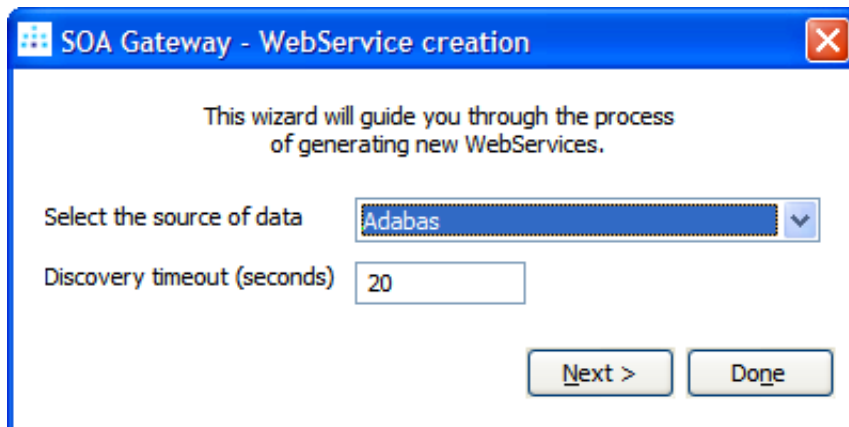 SOA Gateway - WebService creation
This wizard will guide you through the process
of generating new WebServices.
Select the source of data
Adabas
Discovery timeout (seconds)
20
Next >
Done